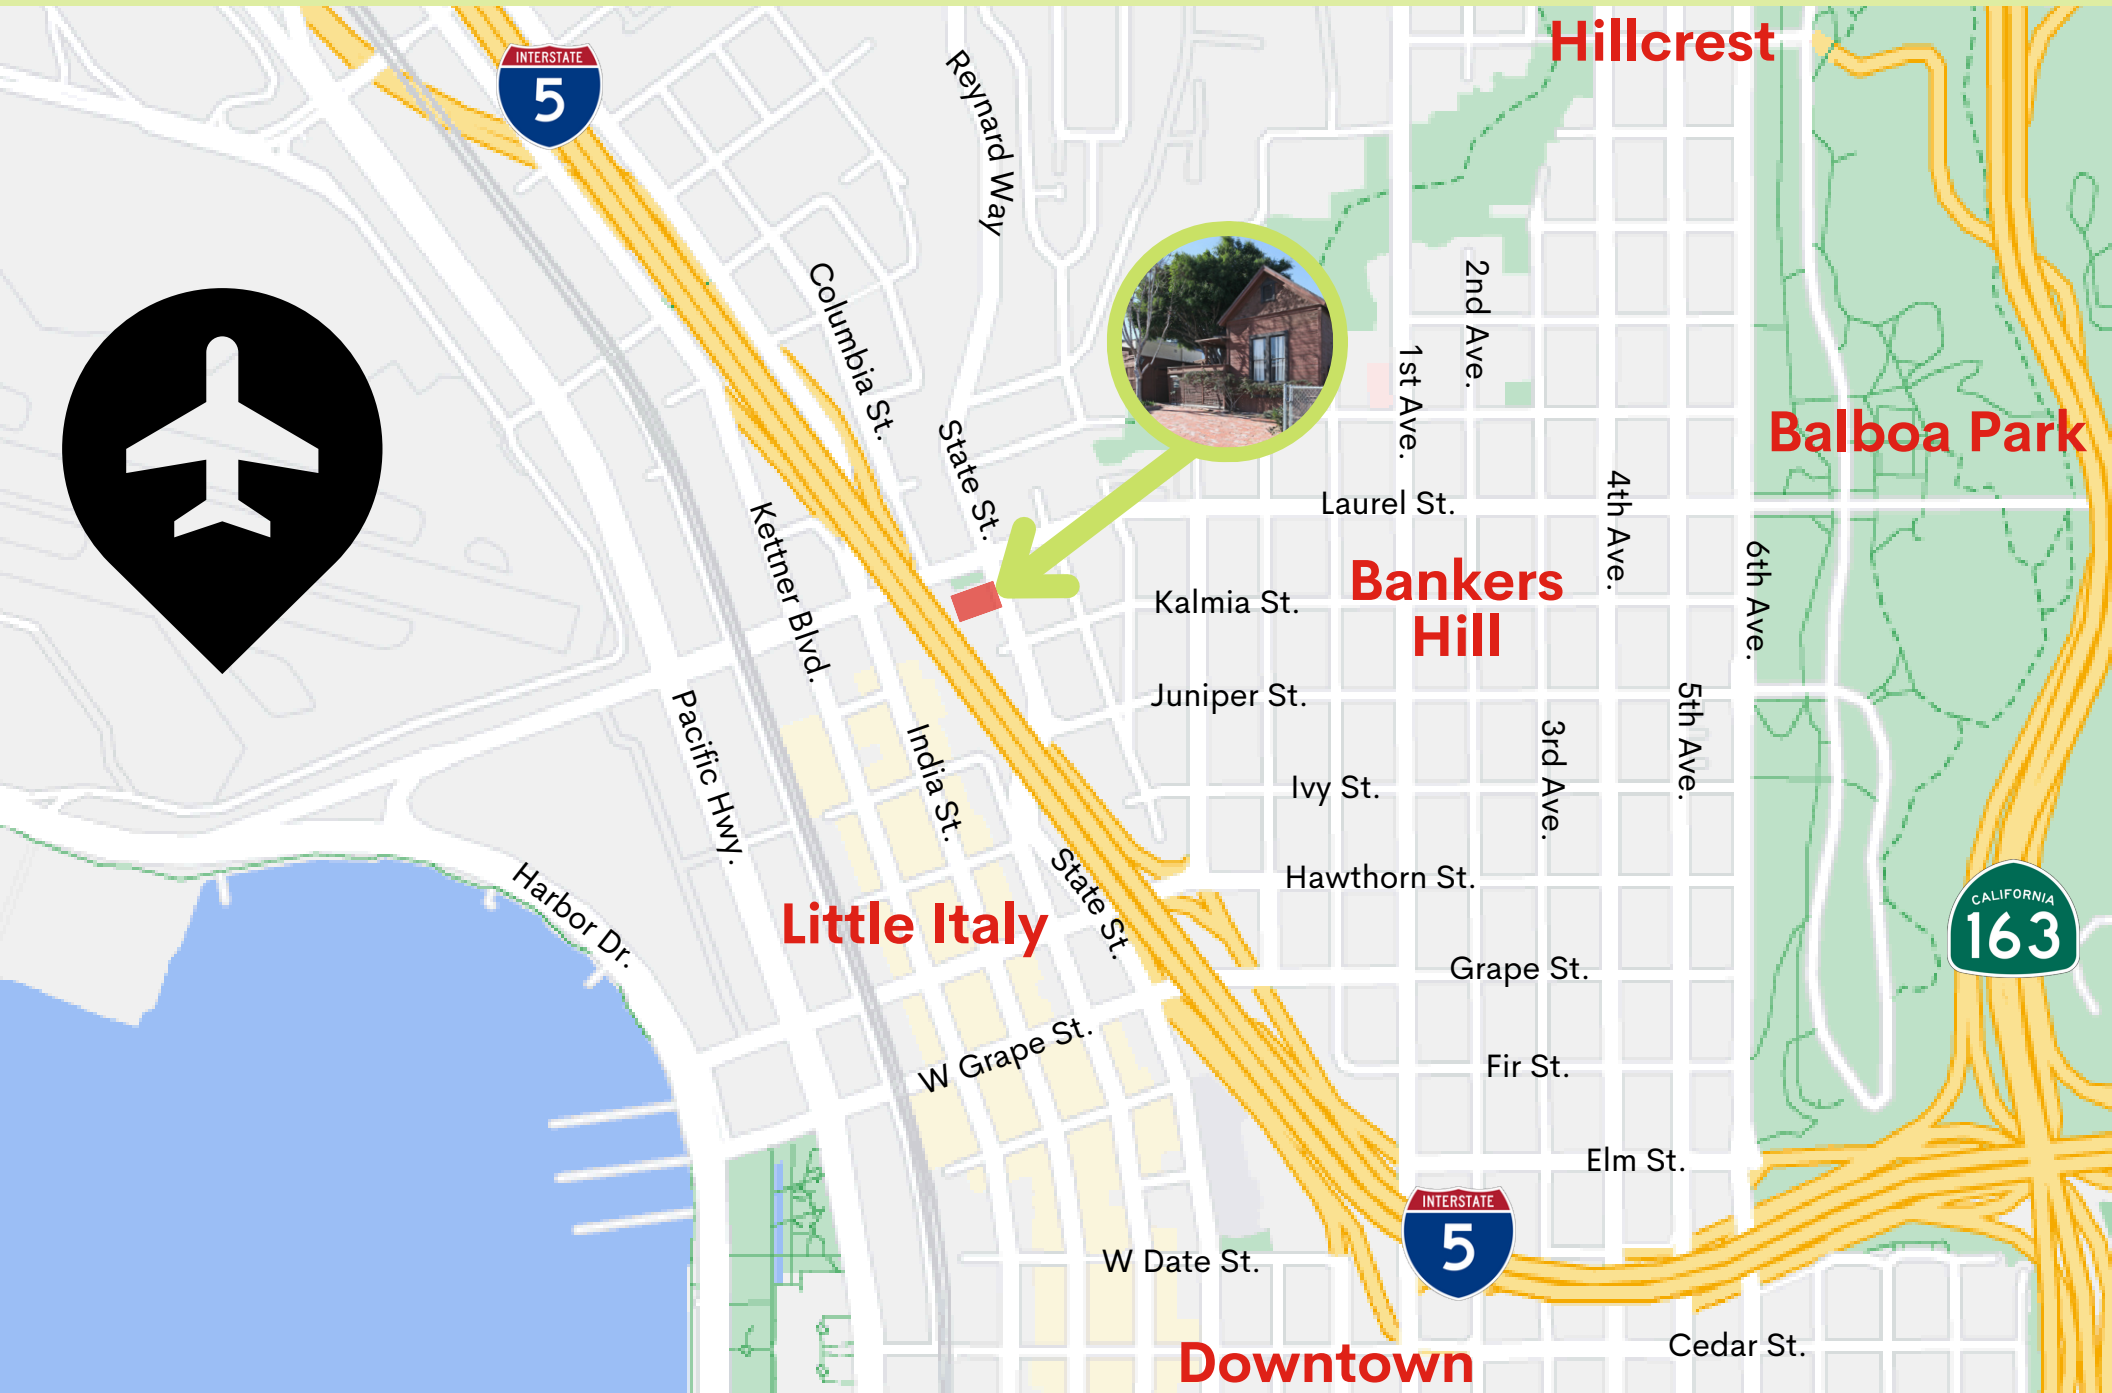 Hillcrest
INTERSTATE
5
Reynard Way
Columbia St.
2nd Ave.
1st Ave.
State St.
Balboa Park
Laurel St.
4th Ave.
Kettner Blvd.
6th Ave.
Bankers
Hill
Kalmia St.
Juniper St.
5th Ave.
Pacific Hwy.
India St.
3rd Ave.
Ivy St.
State St.
Harbor Dr.
Hawthorn St.
CALIFORNIA
163
Little Italy
Grape St.
W Grape St.
Fir St.
Elm St.
INTERSTATE
5
W Date St.
Cedar St.
Downtown